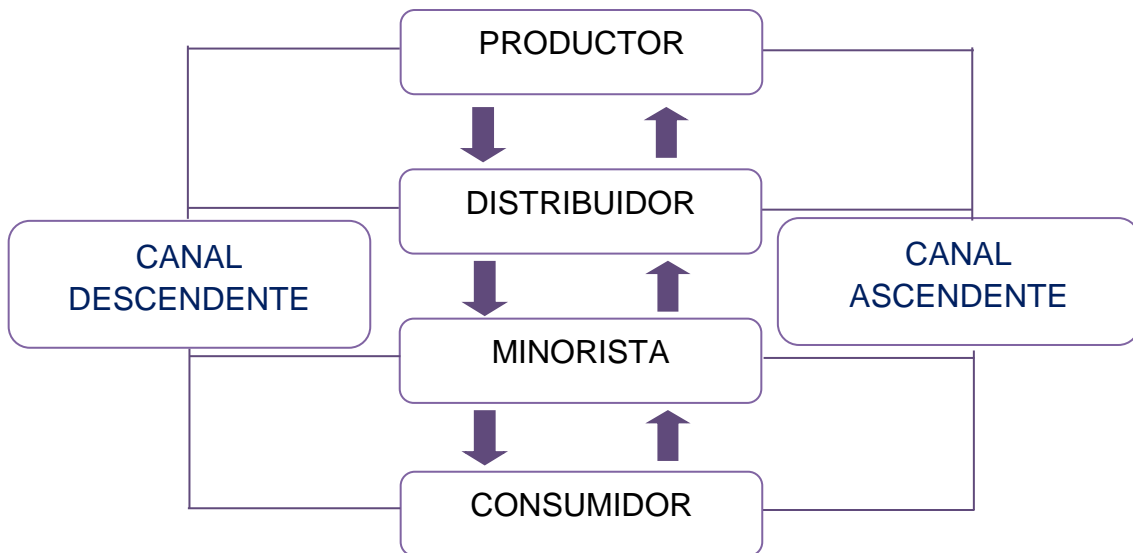 PRODUCTOR
DISTRIBUIDOR
CANAL
DESCENDENTE
CANAL
ASCENDENTE
MINORISTA
CONSUMIDOR